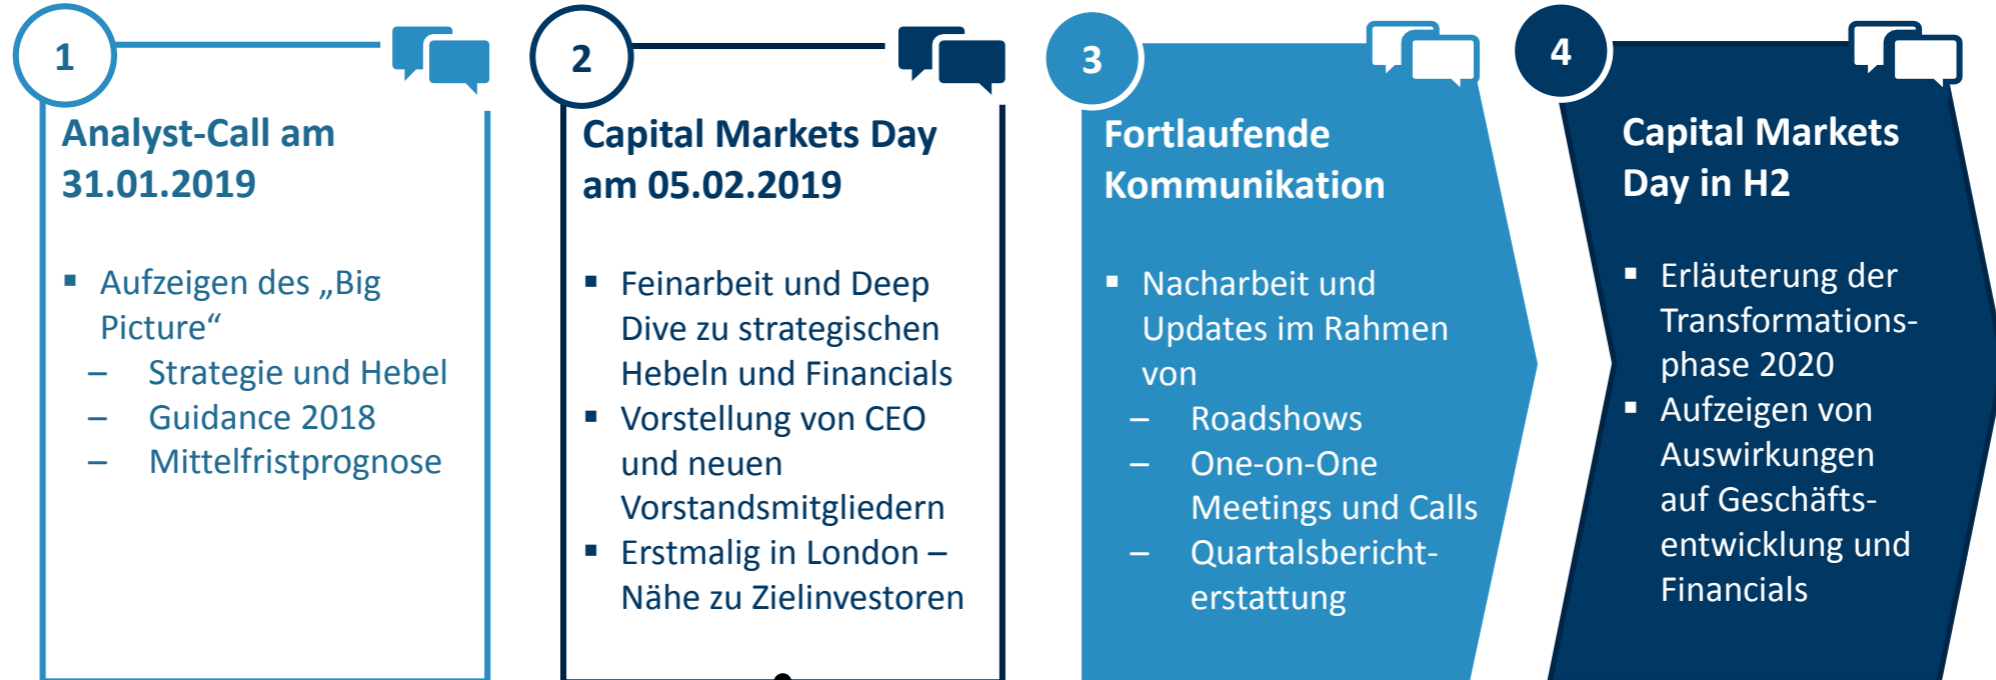 1
Analyst-Call am
31.01.2019
▪ Aufzeigen des „Big
Picture“
– Strategie und Hebel
– Guidance 2018
– Mittelfristprognose
2
Capital Markets Day
am 05.02.2019
▪ Feinarbeit und Deep
Dive zu strategischen
Hebeln und Financials
▪ Vorstellung von CEO
und neuen
Vorstandsmitgliedern
▪ Erstmalig in London –
Nähe zu Zielinvestoren
3
Fortlaufende
Kommunikation
▪ Nacharbeit und
Updates im Rahmen
von
– Roadshows
– One-on-One
Meetings und Calls
– Quartalsbericht-
erstattung
4
Capital Markets
Day in H2
▪ Erläuterung der
Transformations-
phase 2020
▪ Aufzeigen von
Auswirkungen
auf Geschäfts-
entwicklung und
Financials